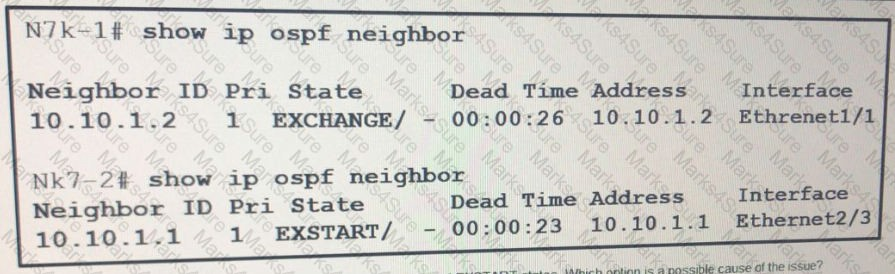 N7k-1# show ip ospf neighbor
Neighbor ID Pri State Dead Time Address Interface
10.10.1.2 1 EXCHANGE/ - 00:00:26 10.10.1.2 Ethrenet1/1
Nk7-2# show ip ospf neighbor
Neighbor ID Pri State Dead Time Address Interface
10.10.1.1 1 EXSTART/ - 00:00:23 10.10.1.1 Ethernet2/3
Which option is a possible cause of the issue?
Marks4Sure